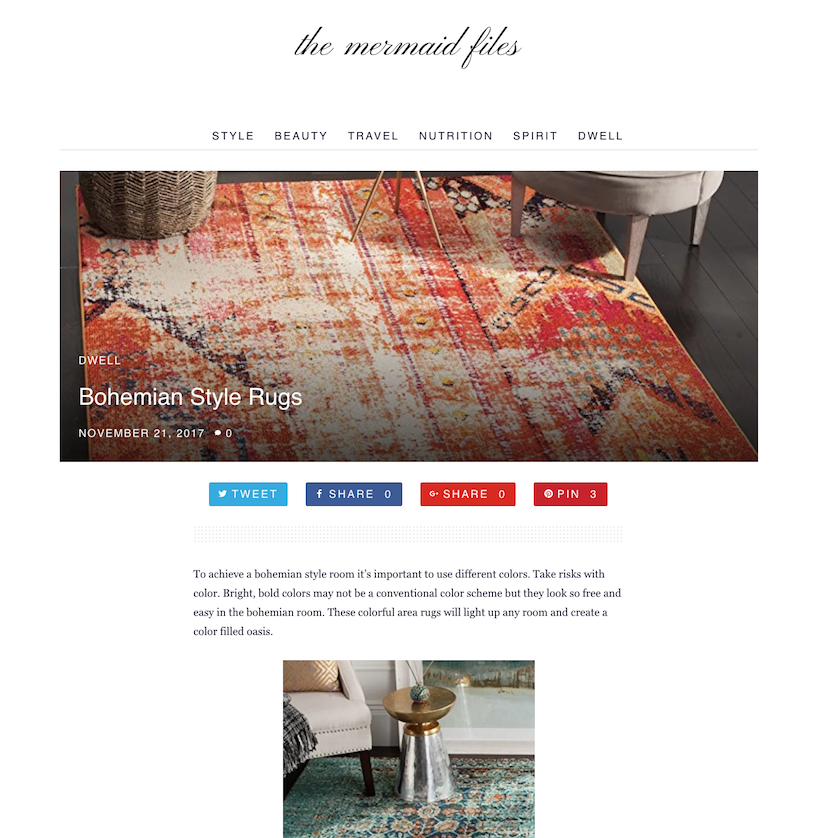 the mermaid files
STYLE BEAUTY TRAVEL NUTRITION SPIRIT DWELL
DWELL
Bohemian Style Rugs
NOVEMBER 21, 2017 0
TWEET SHARE 0 SHARE 0 PIN 3
To achieve a bohemian style room it’s important to use different colors. Take risks with
color. Bright, bold colors may not be a conventional color scheme but they look so free and
easy in the bohemian room. These colorful area rugs will light up any room and create a
color filled oasis.